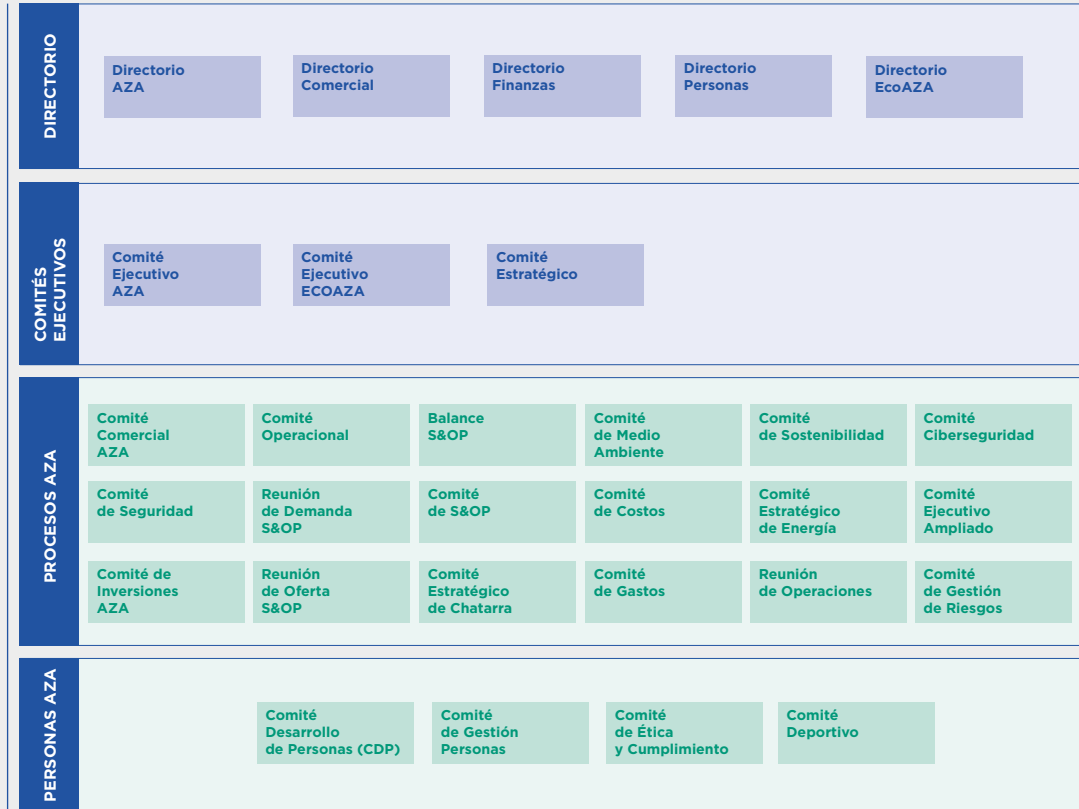 DIRECTORIO
Directorio
AZA
Directorio
Comercial
Directorio
Finanzas
Directorio
Personas
Directorio
EcoAZA
COMITÉS
EJECUTIVOS
Comité
Ejecutivo
AZA
Comité
Ejecutivo
ECOAZA
Comité
Estratégico
PROCESOS AZA
Comité
Comercial
AZA
Comité
Operacional
Balance
S&OP
Comité
de Medio
Ambiente
Comité
de Sostenibilidad
Comité
Ciberseguridad
Comité
de Seguridad
Reunión
de Demanda
S&OP
Comité
de S&OP
Comité
de Costos
Comité
Estratégico
de Energía
Comité
Ejecutivo
Ampliado
Comité de
Inversiones
AZA
Reunión
de Oferta
S&OP
Comité
Estratégico
de Chatarra
Comité
de Gastos
Reunión
de Operaciones
Comité
de Gestión
de Riesgos
PERSONAS AZA
Comité
Desarrollo
de Personas (CDP)
Comité
de Gestión
Personas
Comité
de Ética
y Cumplimiento
Comité
Deportivo